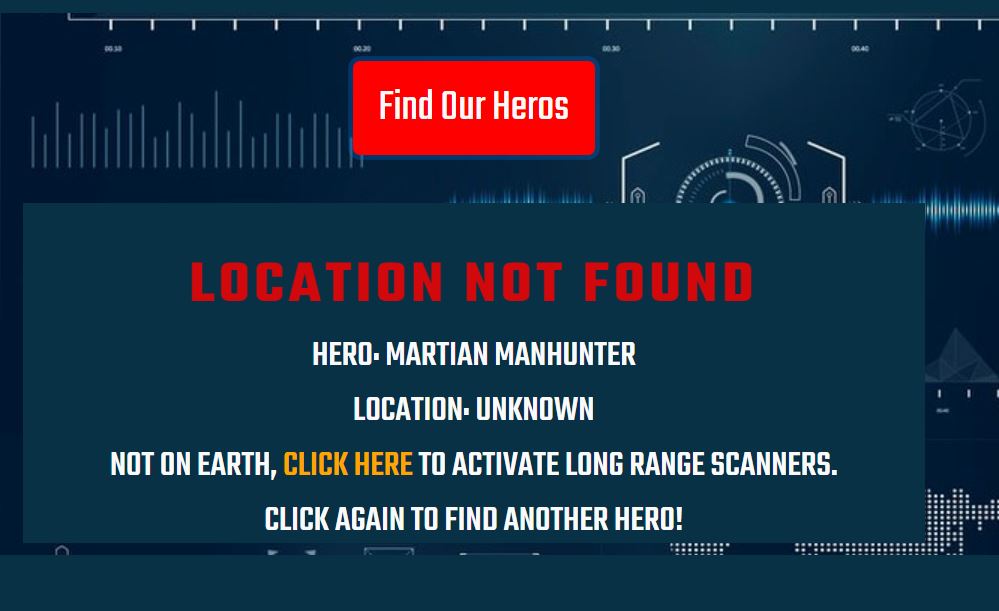 00:10 00:20 00:30 00:40
Find Our Heros
LOCATION NOT FOUND
HERO: MARTIAN MANHUNTER
LOCATION: UNKNOWN
NOT ON EARTH, CLICK HERE TO ACTIVATE LONG RANGE SCANNERS.
CLICK AGAIN TO FIND ANOTHER HERO!